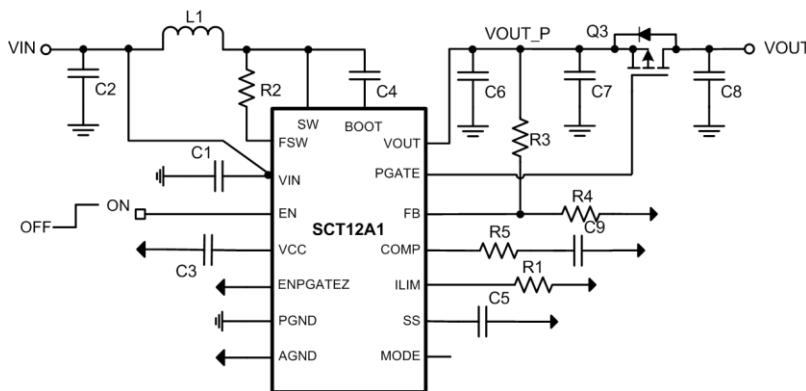 L1
Q3
VIN
VOUT_P
VOUT
C2
R2
C4
C6
C7
C8
SW
BOOT
FSW
VOUT
R3
C1
VIN
PGATE
R4
OFF
ON
EN
FB
SCT12A1
R5
C9
VCC
COMP
C3
R1
ENPGATEZ
ILIM
C5
PGND
SS
AGND
MODE